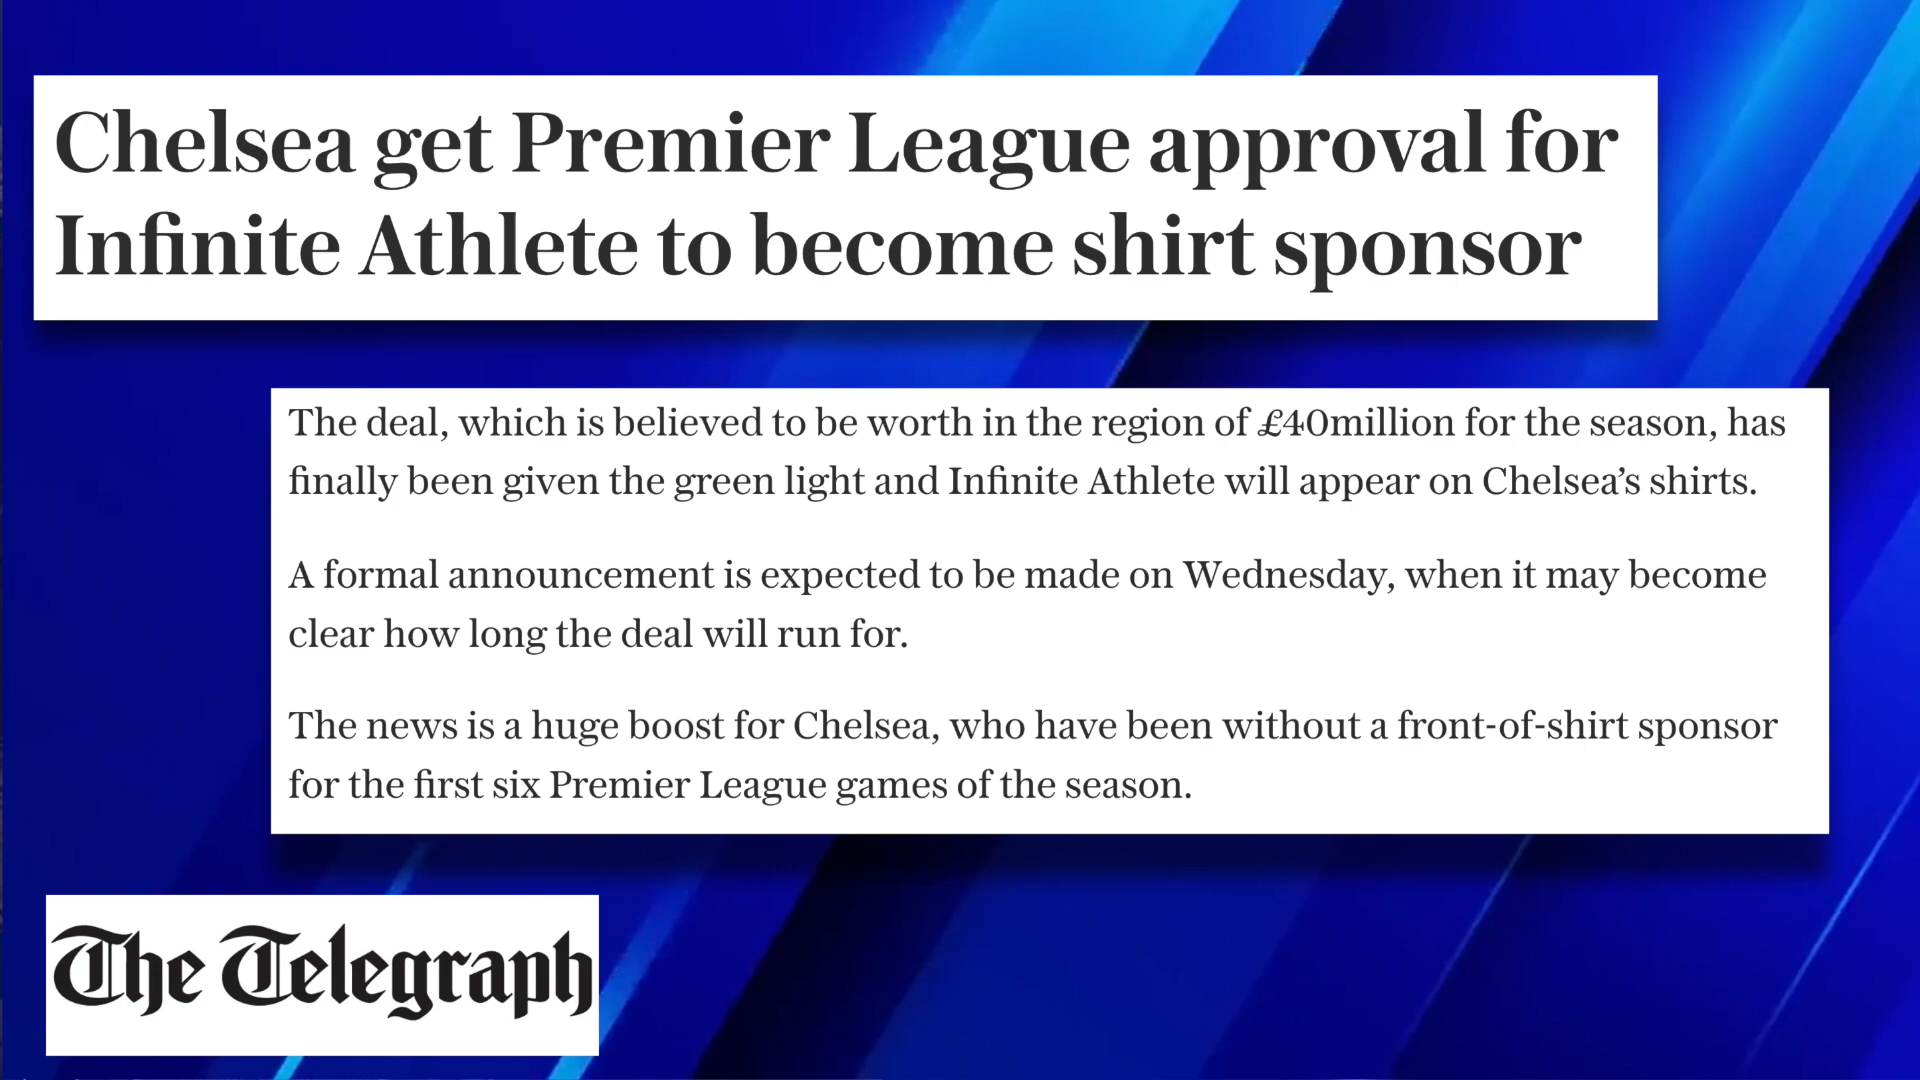 Chelsea get Premier League approval for
Infinite Athlete to become shirt sponsor
The deal, which is believed to be worth in the region of £40million for the season, has
finally been given the green light and Infinite Athlete will appear on Chelsea’s shirts.
A formal announcement is expected to be made on Wednesday, when it may become
clear how long the deal will run for.
The news is a huge boost for Chelsea, who have been without a front-of-shirt sponsor
for the first six Premier League games of the season.
The Telegraph